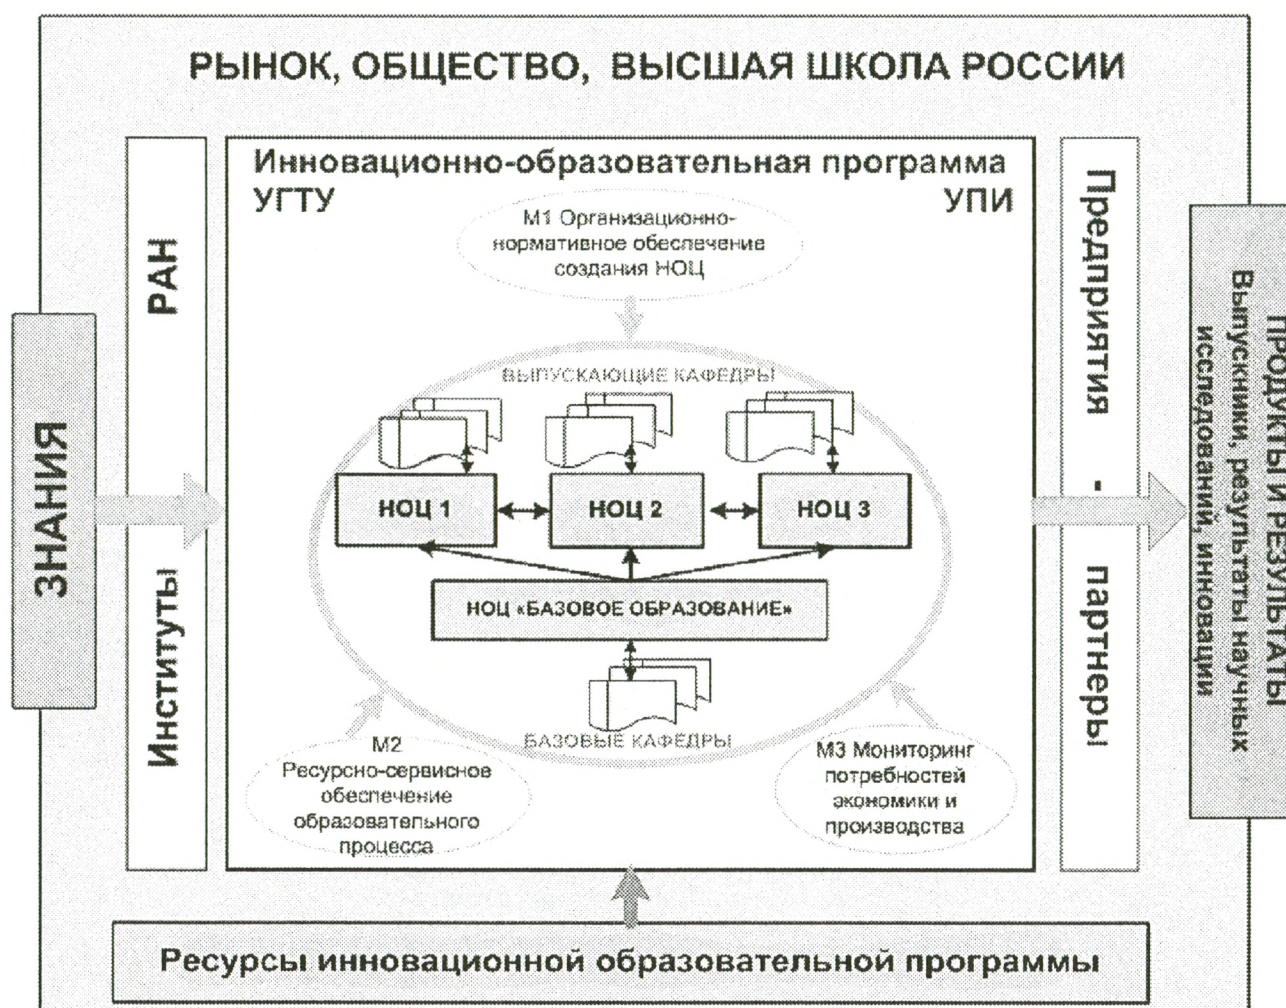 РЫНОК, ОБЩЕСТВО, ВЫСШАЯ ШКОЛА РОССИИ
Инновационно-образовательная программа
УГТУ УПИ
М1 Организационно-
нормативное обеспечение
создания НОЦ
ВЫПУСКАЮЩИЕ КАФЕДРЫ
НОЦ 1
НОЦ 2
НОЦ 3
НОЦ «БАЗОВОЕ ОБРАЗОВАНИЕ»
БАЗОВЫЕ КАФЕДРЫ
М2
Ресурсно-сервисное
обеспечение
образовательного
процесса
М3 Мониторинг
потребностей
экономики и
производства
ЗНАНИЯ
Институты РАН
Предприятия - партнеры
ПРОДУКТЫ И РЕЗУЛЬТАТЫ
Выпускники, результаты научных
исследований, инновации
Ресурсы инновационной образовательной программы